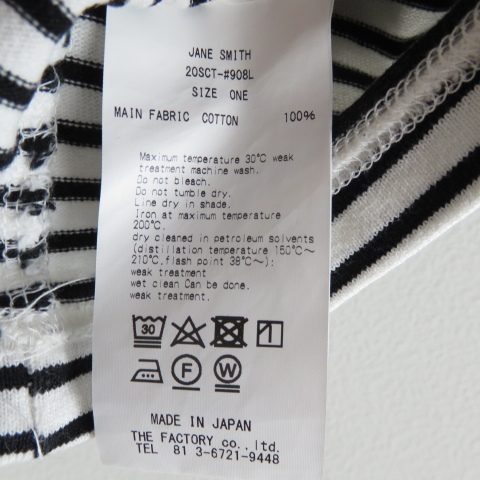 JANE SMITH
20SCT-#908L
SIZE ONE
MAIN FABRIC COTTON 100%
Maximum temperature 30℃ weak
treatment machine wash.
Do not bleach.
Do not tumble dry.
Line dry in shade.
Iron at maximum temperature
200℃.
dry cleaned in petroleum solvents
(distillation temperature 150℃~
210℃.flash point 38℃~):
weak treatment
wet clean Can be done.
weak treatment.
30
F W
MADE IN JAPAN
THE FACTORY co., ltd.
TEL 81 3-6721-9448